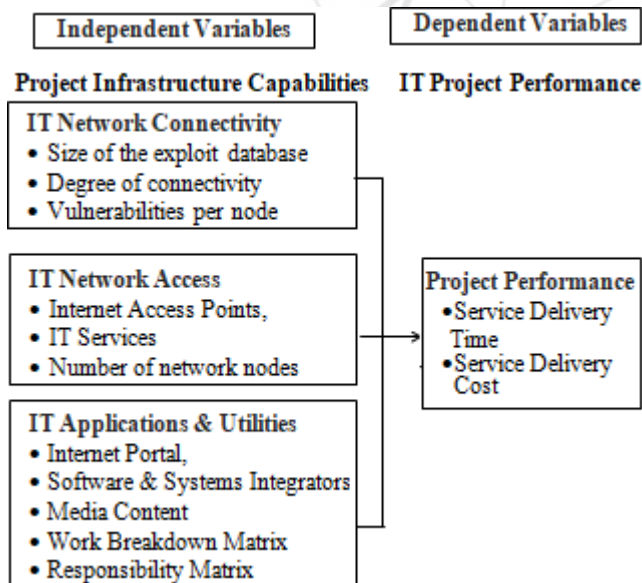 Independent Variables
Dependent Variables
Project Infrastructure Capabilities
IT Project Performance
IT Network Connectivity
• Size of the exploit database
• Degree of connectivity
• Vulnerabilities per node
IT Network Access
• Internet Access Points,
• IT Services
• Number of network nodes
IT Applications & Utilities
• Internet Portal,
• Software & Systems Integrators
• Media Content
• Work Breakdown Matrix
• Responsibility Matrix
Project Performance
•Service Delivery
Time
•Service Delivery
Cost